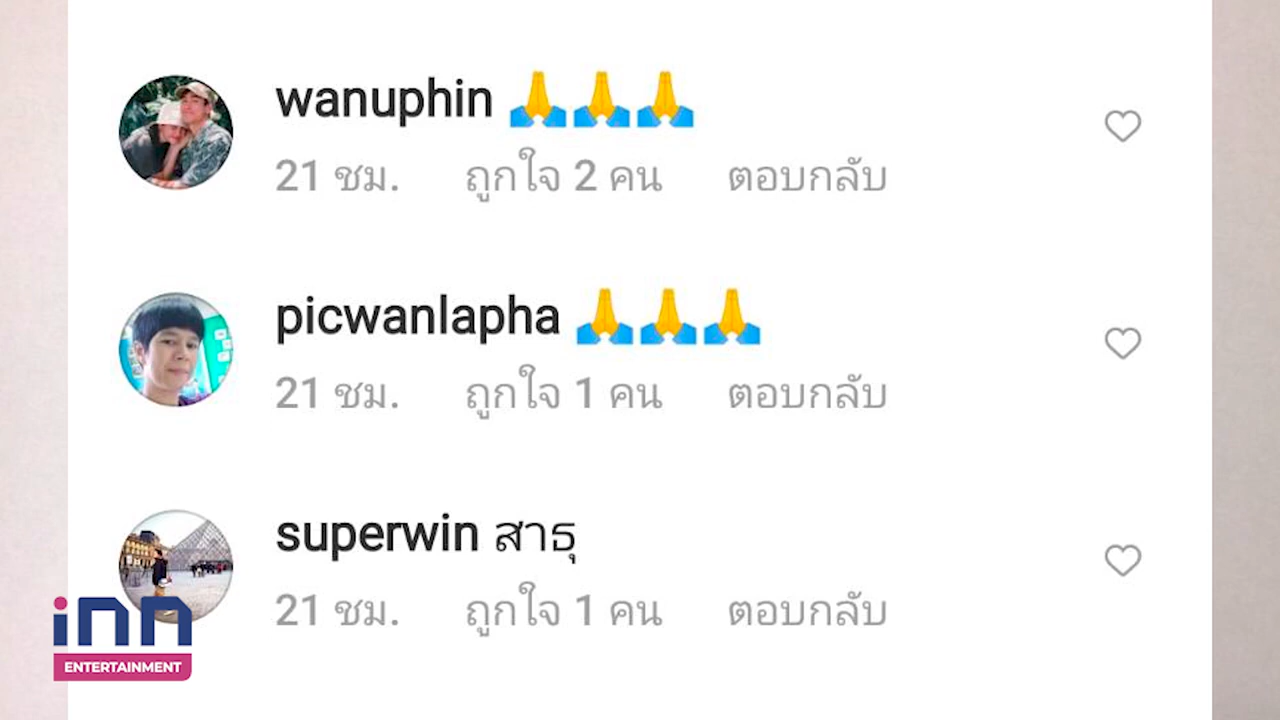 wanuphin 🙏🙏🙏
21 ชม. ถูกใจ 2 คน ตอบกลับ
picwanlapha 🙏🙏🙏
21 ชม. ถูกใจ 1 คน ตอบกลับ
superwin สาธุ
21 ชม. ถูกใจ 1 คน ตอบกลับ
inn
ENTERTAINMENT